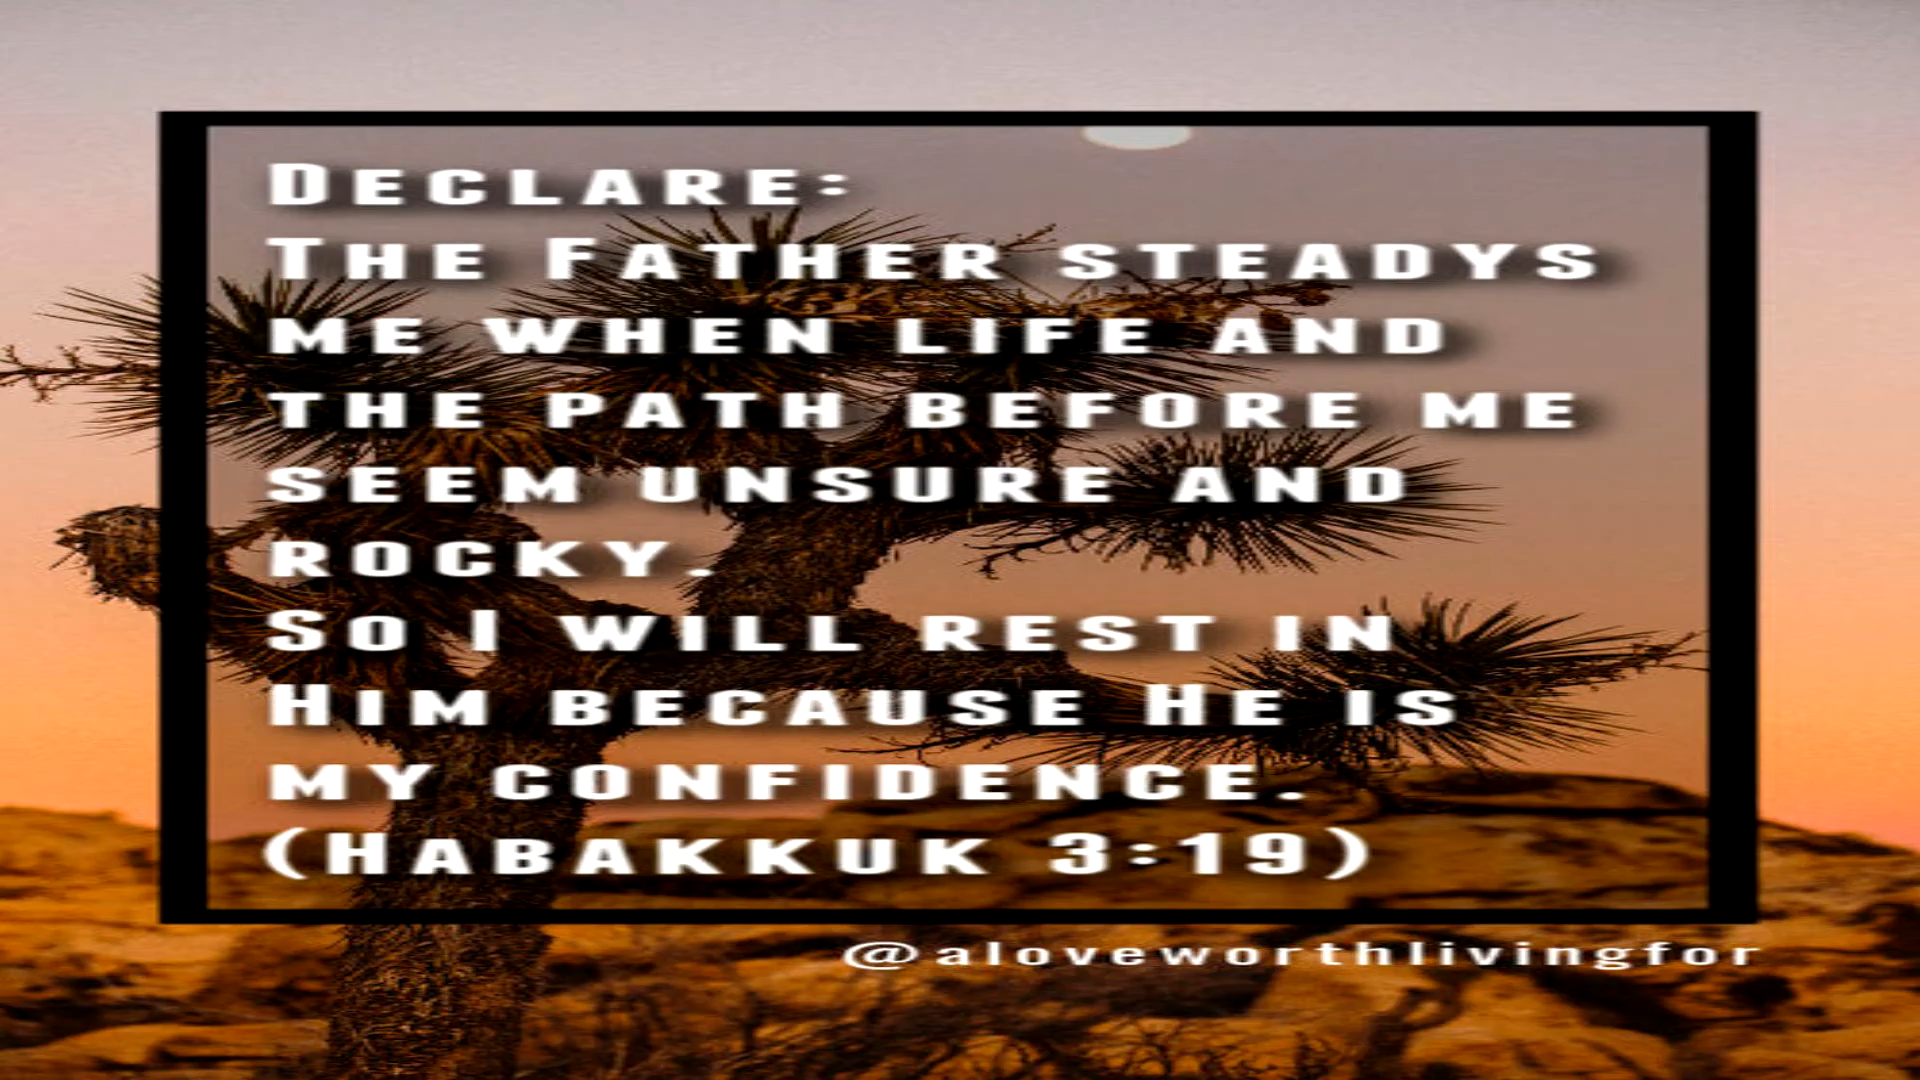 Declare:
The Father steadys
me when life and
the path before me
seem unsure and
rocky.
So I will rest in
Him because He is
my confidence.
(Habakkuk 3:19)
@aloveworthlivingfor